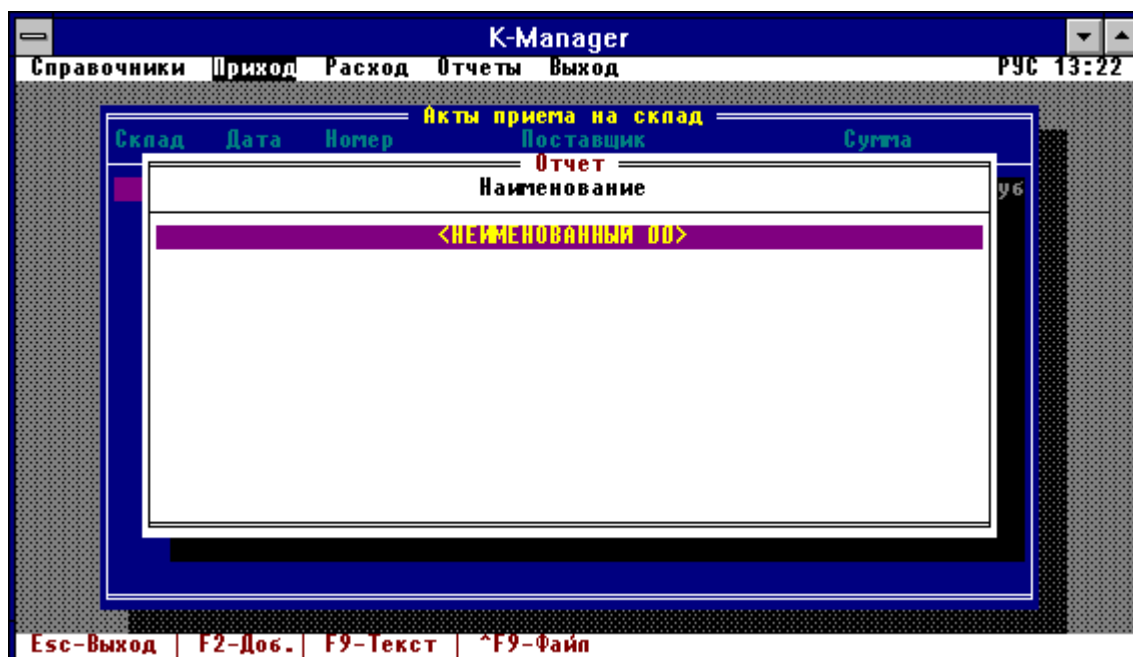 K-Manager
Справочники Приход Расход Отчеты Выход РУС 13:22
Акты приема на склад
Склад Дата Номер Поставщик Сумма
Отчет
Наименование
уб
<НЕИМЕНОВАННЫЙ 00>
Esc-Выход F2-Доб. F9-Текст ^F9-Файл